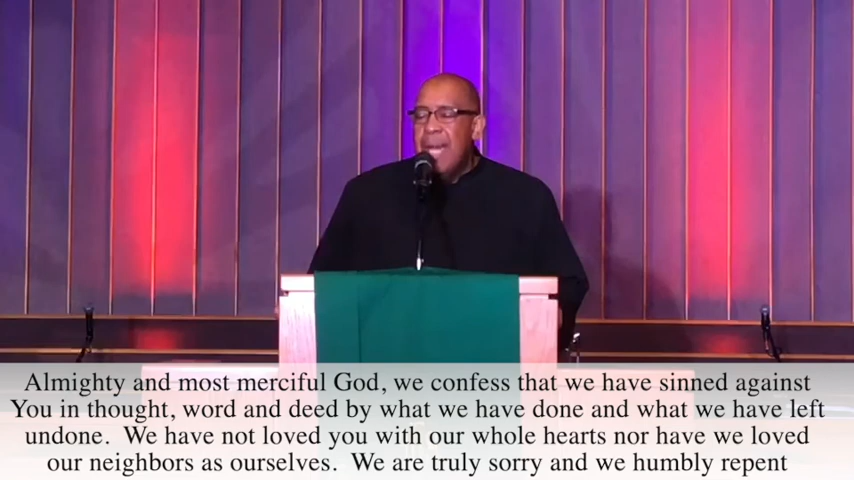 Almighty and most merciful God, we confess that we have sinned against
You in thought, word and deed by what we have done and what we have left
undone.  We have not loved you with our whole hearts nor have we loved
our neighbors as ourselves.  We are truly sorry and we humbly repent